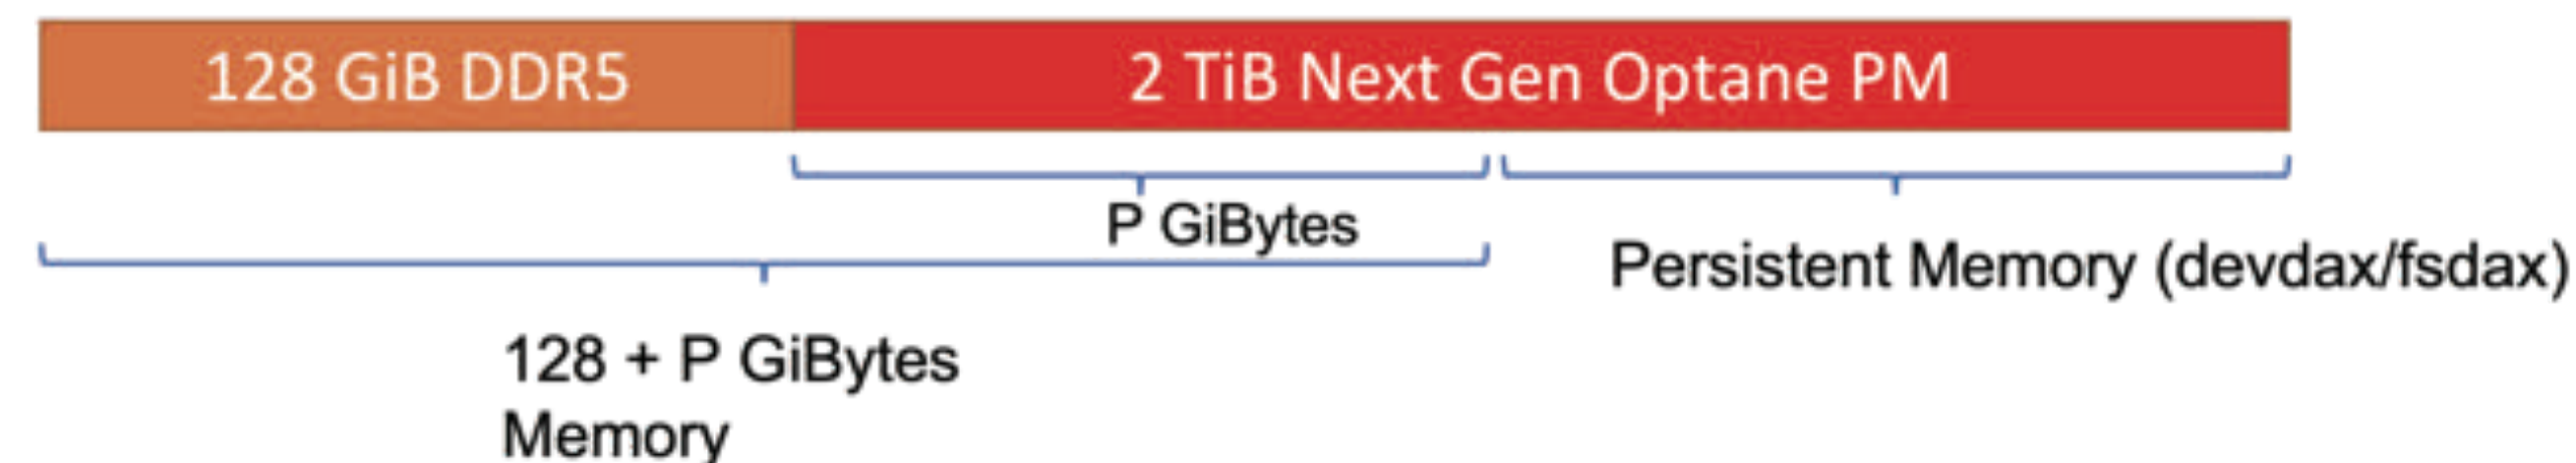 128 GiB DDR5
2 TiB Next Gen Optane PM
P GiBytes
Persistent Memory (devdax/fsdax)
128 + P GiBytes
Memory